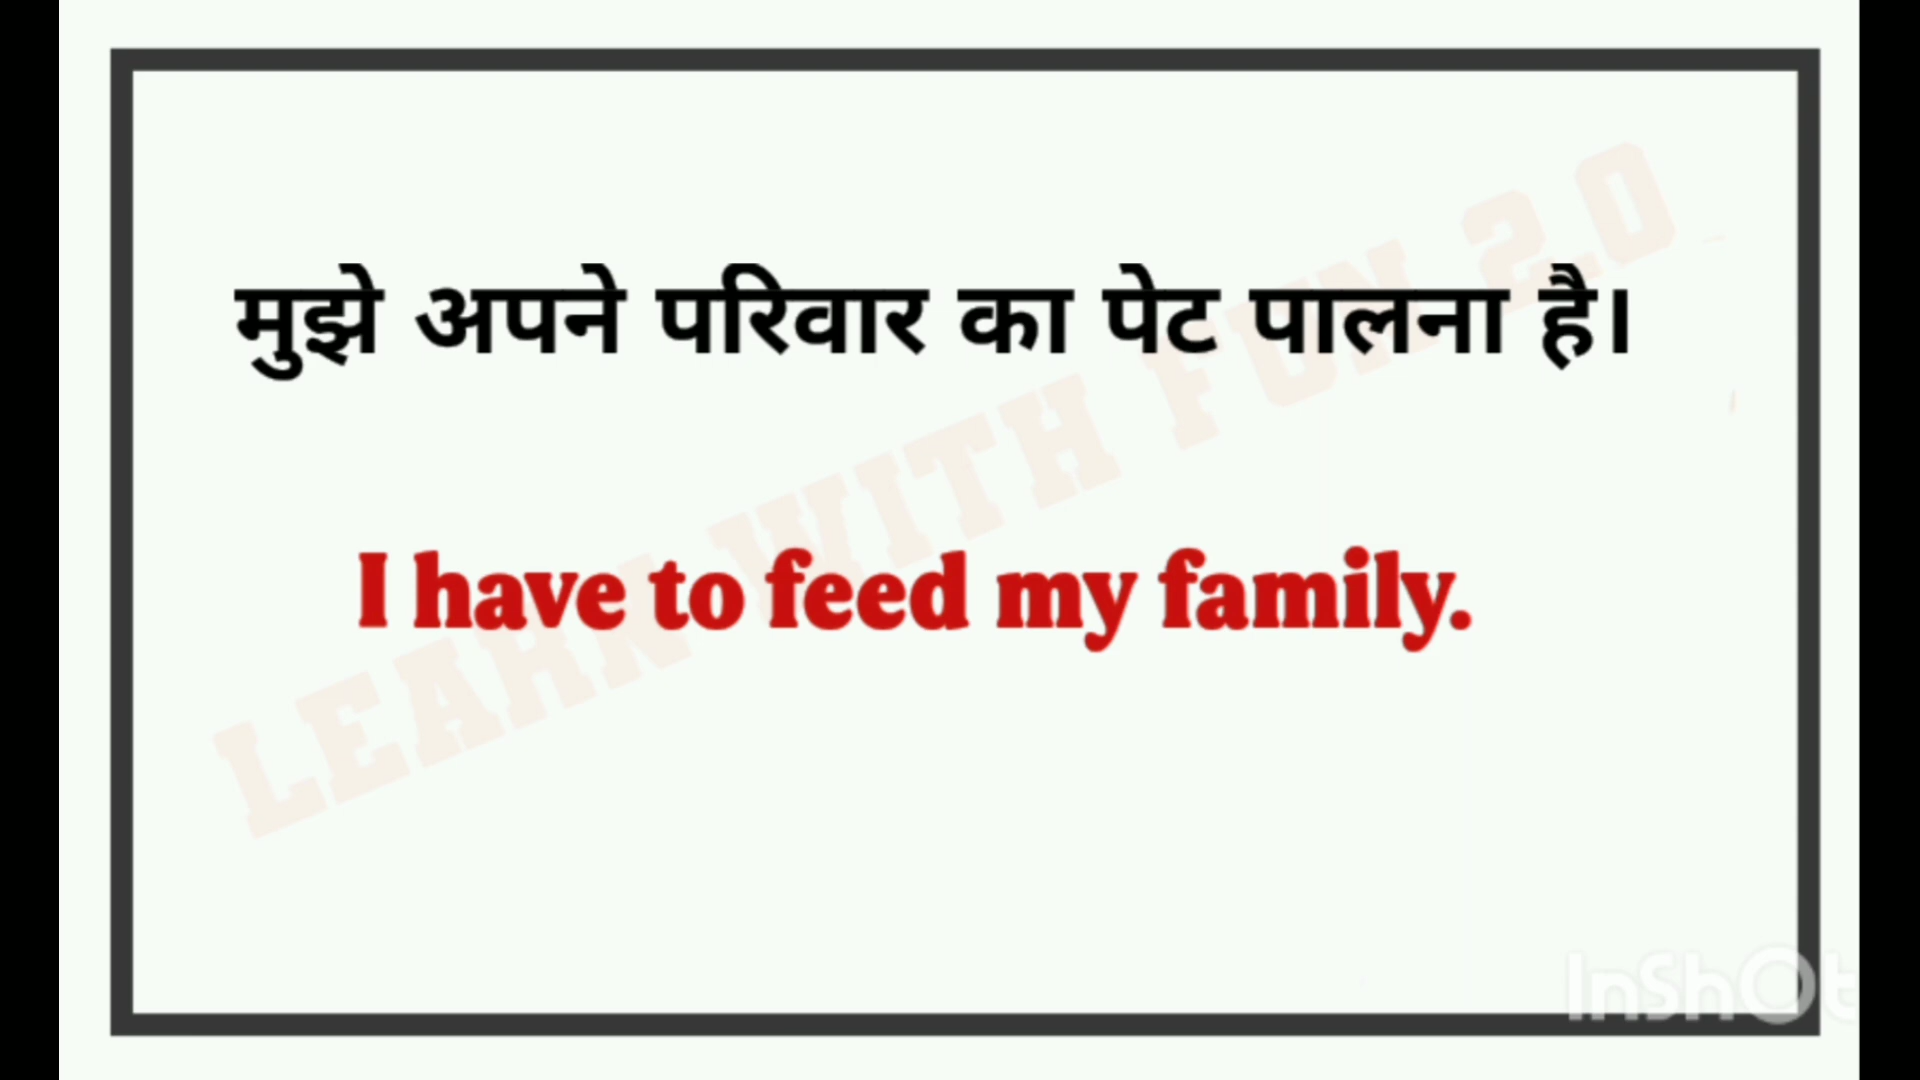 मुझे अपने परिवार का पेट पालना है।
I have to feed my family.
LEARN WITH FUN 2.0
InShOt